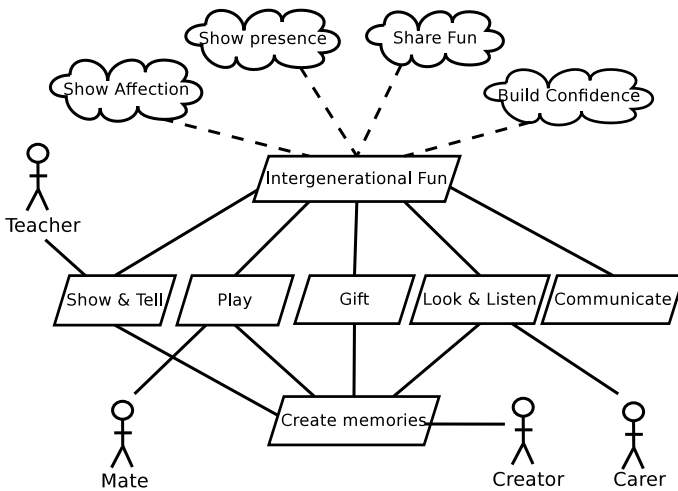 Show presence
Share Fun
Show Affection
Build Confidence
Intergenerational Fun
Teacher
Show & Tell
Play
Gift
Look & Listen
Communicate
Create memories
Mate
Creator
Carer